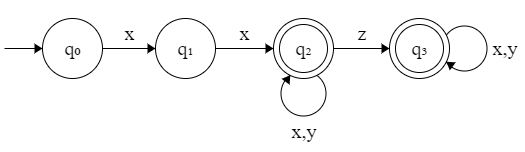 x x z
q₀ q₁ q₂ q₃ x,y
x,y